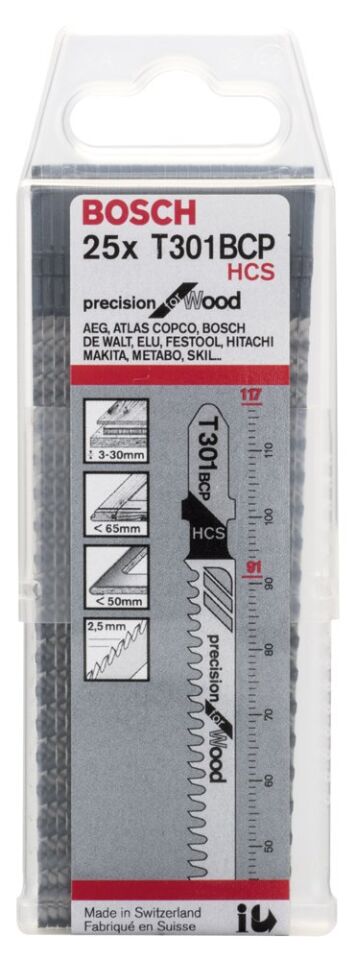 BOSCH
25x T301BCP
HCS
precision for Wood
AEG, ATLAS COPCO, BOSCH
DE WALT, ELU, FESTOOL, HITACHI
MAKITA, METABO, SKIL...
3-30mm
< 65mm
< 50mm
2,5 mm
117
110
100
91
90
80
70
60
50
T301BCP
HCS
precision for Wood
Made in Switzerland
Fabriqué en Suisse